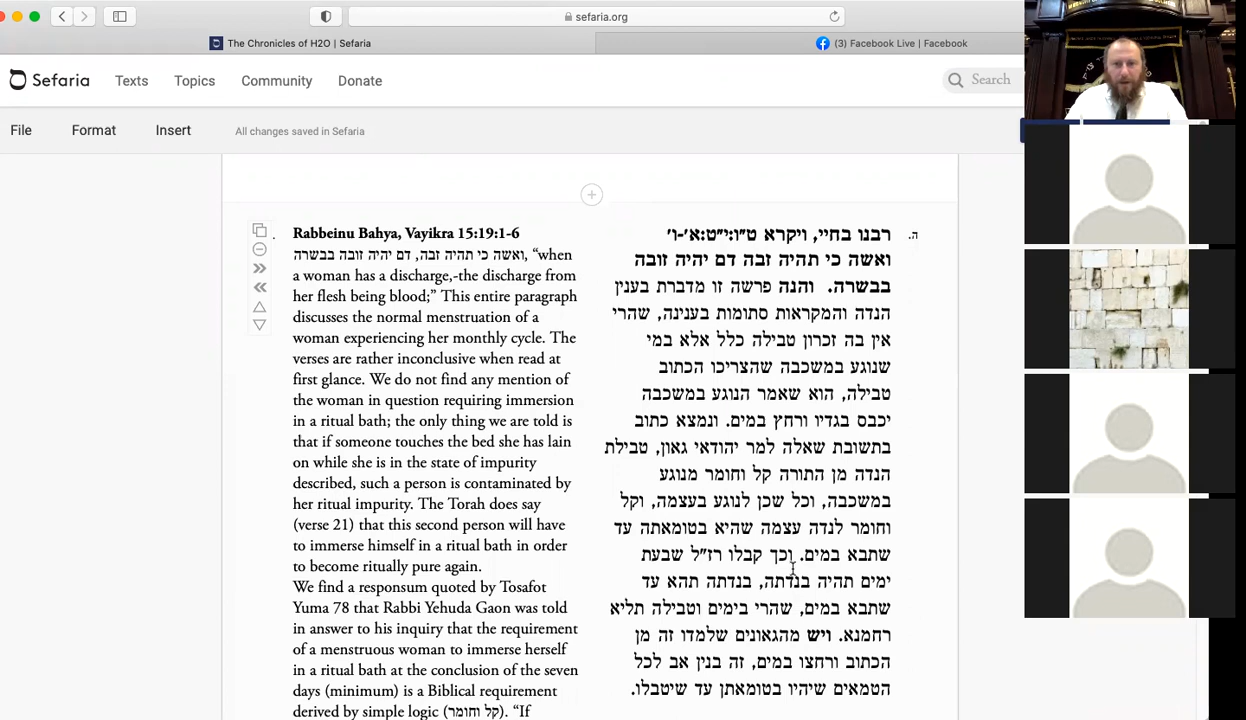 sefaria.org
The Chronicles of H2O | Sefaria
(3) Facebook Live | Facebook
Sefaria Texts Topics Community Donate Search
File Format Insert All changes saved in Sefaria
Rabbeinu Bahya, Vayikra 15:19:1-6
ואשה כי תהיה זבה, דם יהיה זובה בבשרה, “when
a woman has a discharge,-the discharge from
her flesh being blood;” This entire paragraph
discusses the normal menstruation of a
woman experiencing her monthly cycle. The
verses are rather inconclusive when read at
first glance. We do not find any mention of
the woman in question requiring immersion
in a ritual bath; the only thing we are told is
that if someone touches the bed she has lain
on while she is in the state of impurity
described, such a person is contaminated by
her ritual impurity. The Torah does say
(verse 21) that this second person will have
to immerse himself in a ritual bath in order
to become ritually pure again.
We find a responsum quoted by Tosafot
Yuma 78 that Rabbi Yehuda Gaon was told
in answer to his inquiry that the requirement
of a menstruous woman to immerse herself
in a ritual bath at the conclusion of the seven
days (minimum) is a Biblical requirement
derived by simple logic (קל וחומר). “If
ה.
רבנו בחיי, ויקרא ט״ו:י״ט:א׳-ו׳
ואשה כי תהיה זבה דם יהיה זובה
בבשרה. והנה פרשה זו מדברת בענין
הנדה והמקראות סתומות בענינה, שהרי
אין בה זכרון טבילה כלל אלא במי
שנוגע במשכבה שהצריכו הכתוב
טבילה, הוא שאמר הנוגע במשכבה
יכבס בגדיו ורחץ במים. ונמצא כתוב
בתשובת שאלה למר יהודאי גאון, טבילת
הנדה מן התורה קל וחומר מנוגע
במשכבה, וכל שכן לנוגע בעצמה, וקל
וחומר לנדה עצמה שהיא בטומאתה עד
שתבא במים. וכך קבלו רז״ל שבעת
ימים תהיה בנדתה, בנדתה תהא עד
שתבא במים, שהרי בימים וטבילה תליא
רחמנא. ויש מהגאונים שלמדו זה מן
הכתוב ורחצו במים, זה בנין אב לכל
הטמאים שיהיו בטומאתן עד שיטבלו.